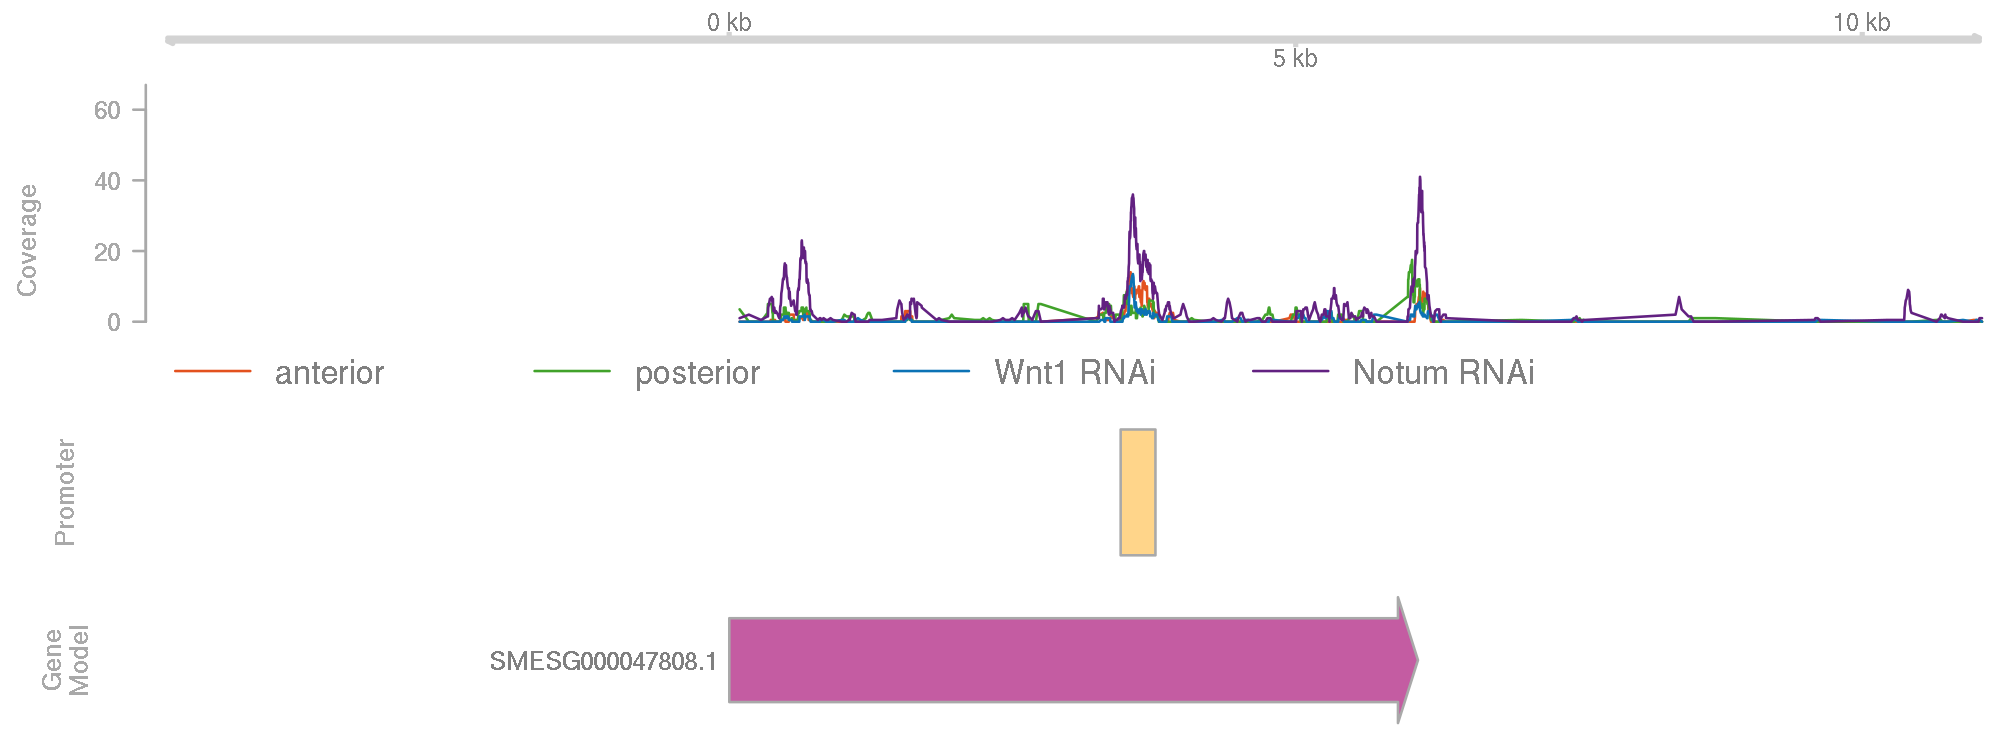 0 kb
10 kb
5 kb
60
40
20
0
Coverage
anterior
posterior
Wnt1 RNAi
Notum RNAi
Promoter
SMESG000047808.1
Gene
Model